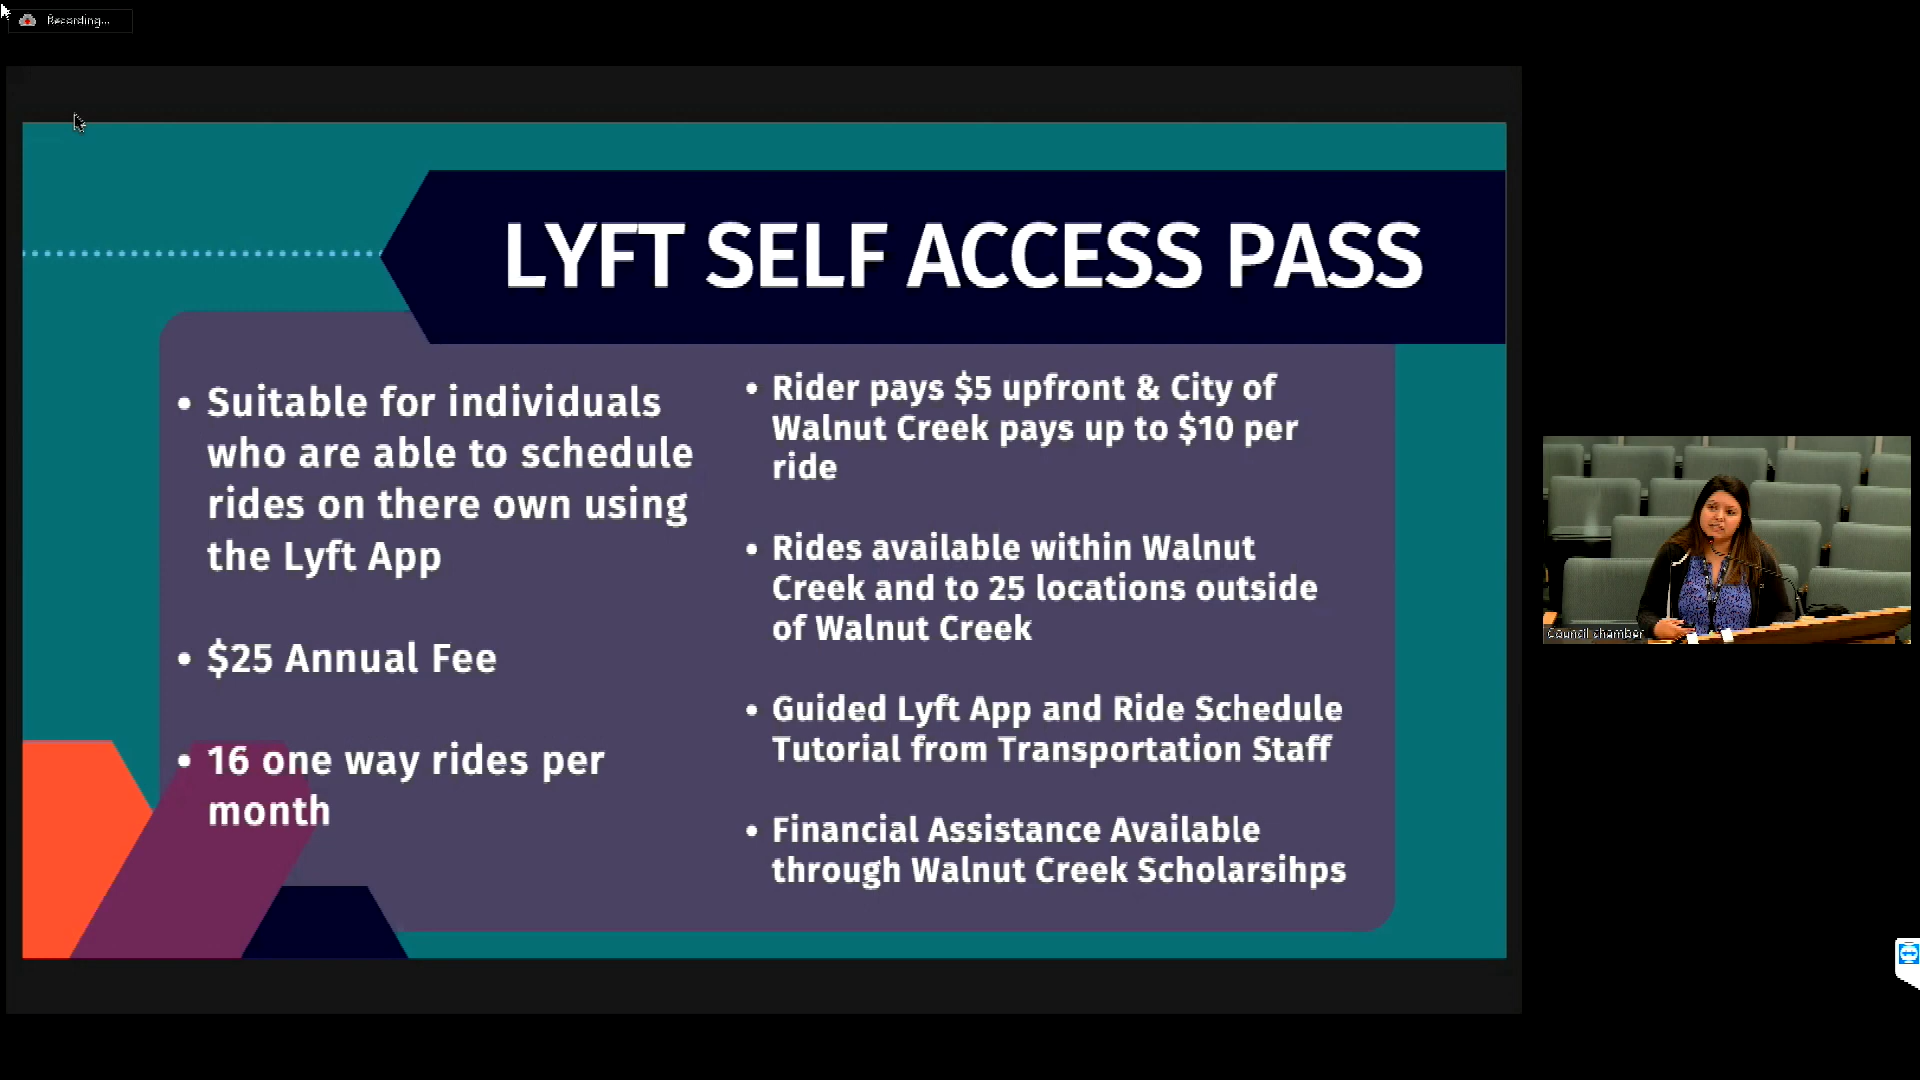 Recording...
LYFT SELF ACCESS PASS
• Suitable for individuals
who are able to schedule
rides on there own using
the Lyft App
• $25 Annual Fee
• 16 one way rides per
month
• Rider pays $5 upfront & City of
Walnut Creek pays up to $10 per
ride
• Rides available within Walnut
Creek and to 25 locations outside
of Walnut Creek
• Guided Lyft App and Ride Schedule
Tutorial from Transportation Staff
• Financial Assistance Available
through Walnut Creek Scholarsihps
Council chamber